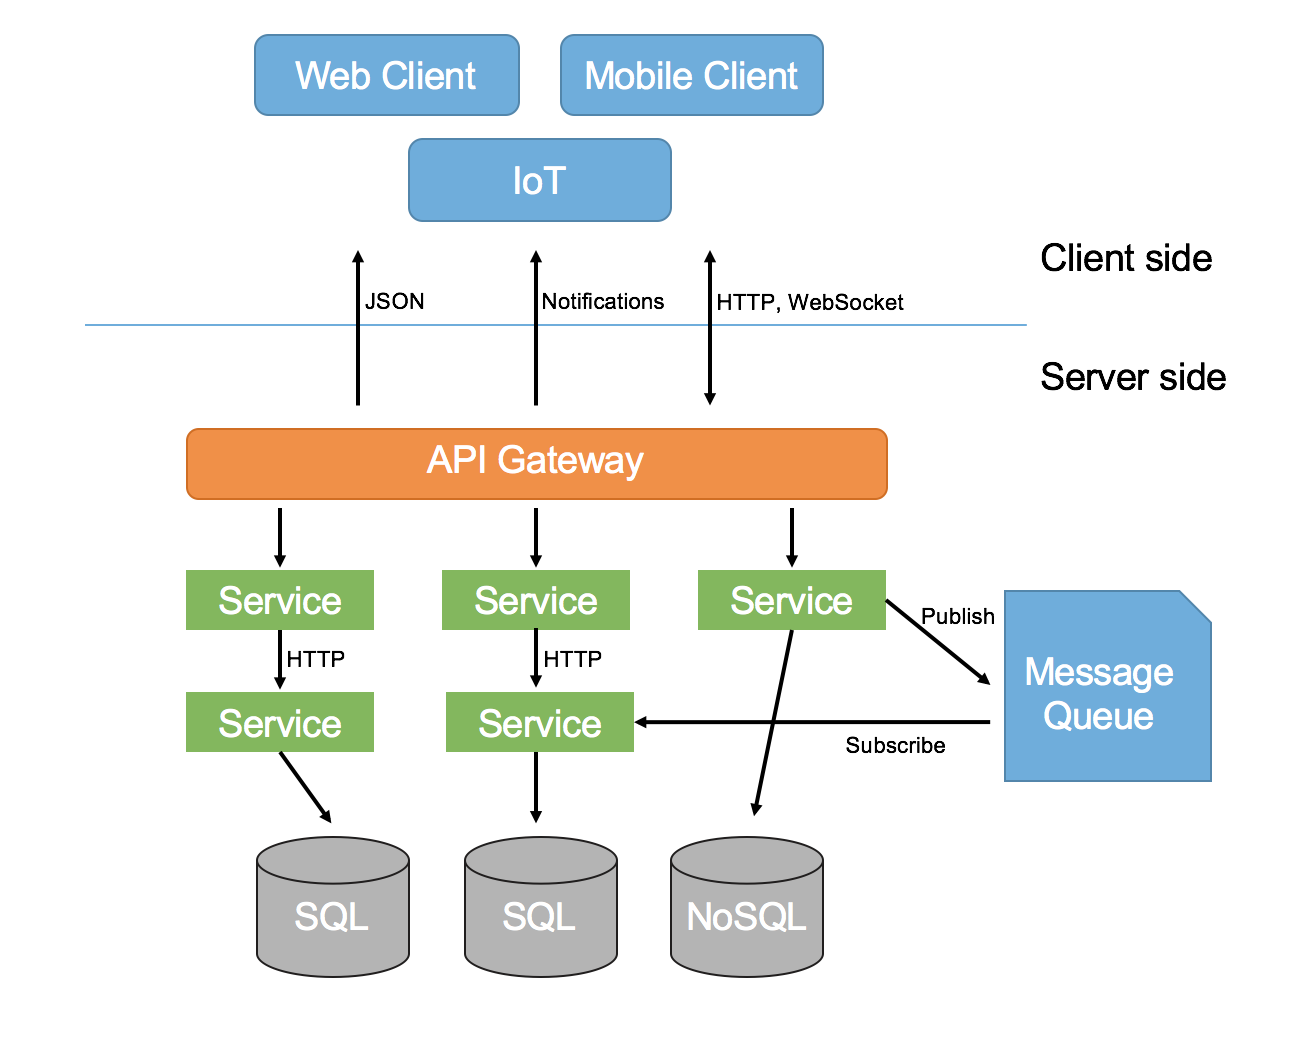 Web Client
Mobile Client
IoT
Client side
JSON
Notifications
HTTP, WebSocket
Server side
API Gateway
Service
Service
Service
Publish
HTTP
HTTP
Message
Queue
Service
Service
Subscribe
SQL
SQL
NoSQL